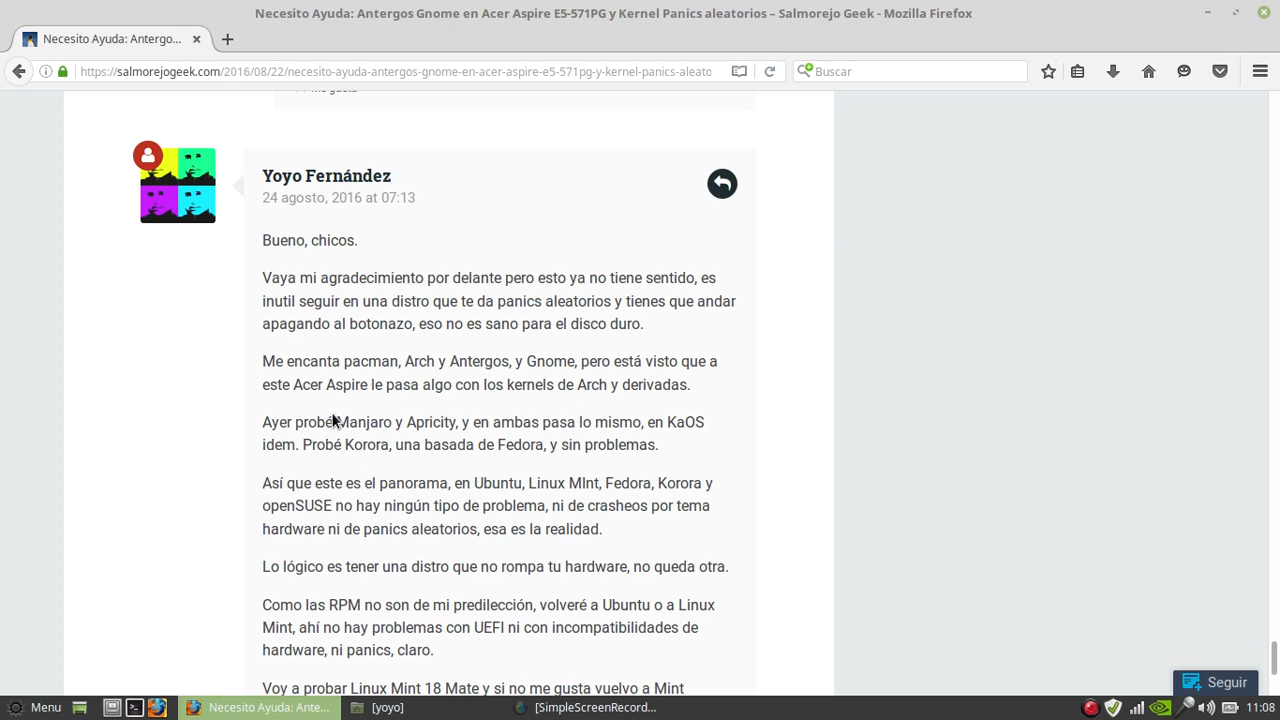 Necesito Ayuda: Antergos Gnome en Acer Aspire E5-571PG y Kernel Panics aleatorios – Salmorejo Geek - Mozilla Firefox
Necesito Ayuda: Antergo...
https://salmorejogeek.com/2016/08/22/necesito-ayuda-antergos-gnome-en-acer-aspire-e5-571pg-y-kernel-panics-aleato
Buscar
Me gusta
Yoyo Fernández
24 agosto, 2016 at 07:13
Bueno, chicos.
Vaya mi agradecimiento por delante pero esto ya no tiene sentido, es
inutil seguir en una distro que te da panics aleatorios y tienes que andar
apagando al botonazo, eso no es sano para el disco duro.
Me encanta pacman, Arch y Antergos, y Gnome, pero está visto que a
este Acer Aspire le pasa algo con los kernels de Arch y derivadas.
Ayer probé Manjaro y Apricity, y en ambas pasa lo mismo, en KaOS
idem. Probé Korora, una basada de Fedora, y sin problemas.
Así que este es el panorama, en Ubuntu, Linux MInt, Fedora, Korora y
openSUSE no hay ningún tipo de problema, ni de crasheos por tema
hardware ni de panics aleatorios, esa es la realidad.
Lo lógico es tener una distro que no rompa tu hardware, no queda otra.
Como las RPM no son de mi predilección, volveré a Ubuntu o a Linux
Mint, ahí no hay problemas con UEFI ni con incompatibilidades de
hardware, ni panics, claro.
Voy a probar Linux Mint 18 Mate y si no me gusta vuelvo a Mint
Seguir
Menu
Necesito Ayuda: Ante...
[yoyo]
[SimpleScreenRecord...
11:08